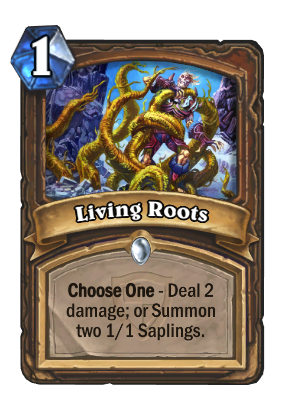 1
Living Roots
Choose One - Deal 2
damage; or Summon
two 1/1 Saplings.